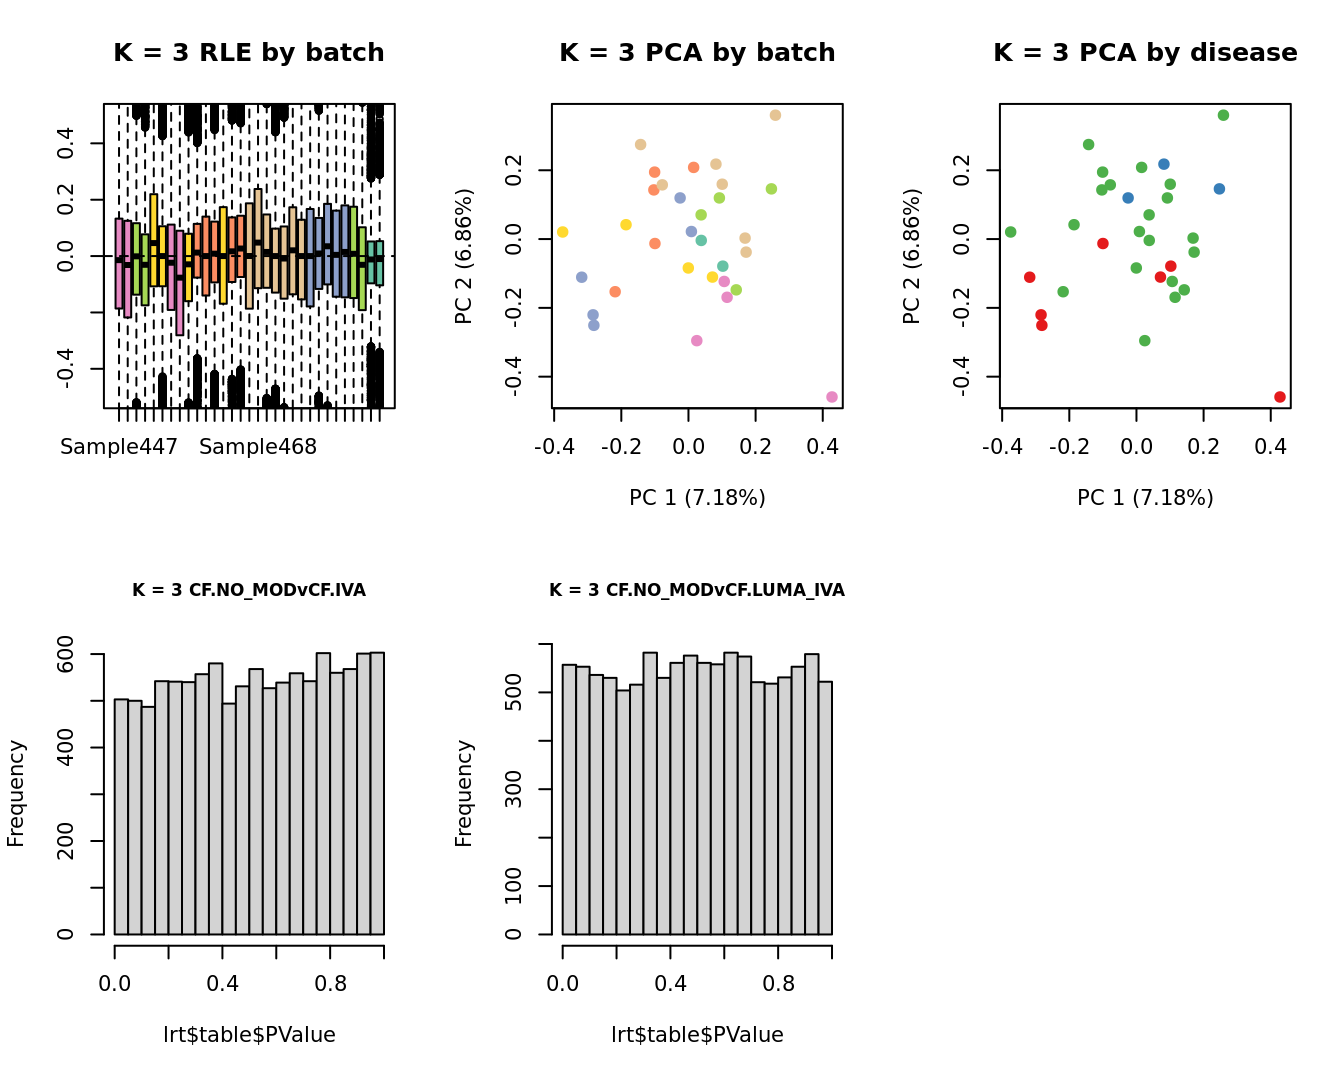 K = 3 RLE by batch
0.4
0.2
0.0
-0.4
Sample447 Sample468
K = 3 PCA by batch
PC 2 (6.86%)
0.2
0.0
-0.2
-0.4
-0.4 -0.2 0.0 0.2 0.4
PC 1 (7.18%)
K = 3 PCA by disease
PC 2 (6.86%)
0.2
0.0
-0.2
-0.4
-0.4 -0.2 0.0 0.2 0.4
PC 1 (7.18%)
K = 3 CF.NO_MODvCF.IVA
Frequency
600
400
200
0
0.0 0.4 0.8
lrt$table$PValue
K = 3 CF.NO_MODvCF.LUMA_IVA
Frequency
500
300
100
0
0.0 0.4 0.8
lrt$table$PValue